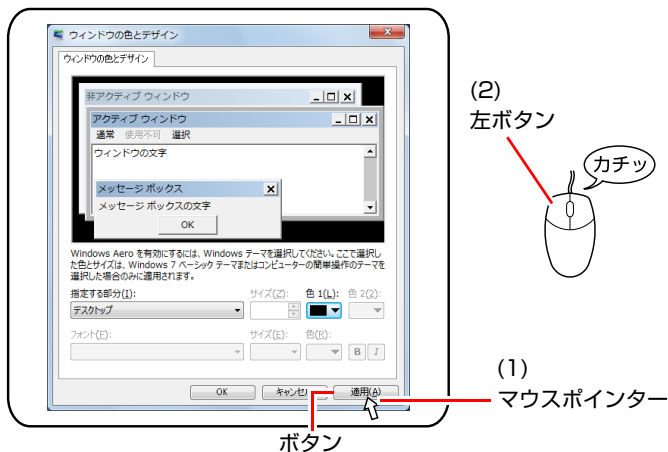 ウィンドウの色とデザイン
ウィンドウの色とデザイン
非アクティブ ウィンドウ
アクティブ ウィンドウ
通常 使用不可 選択
ウィンドウの文字
メッセージ ボックス
メッセージ ボックスの文字
OK
Windows Aero を有効にするには、Windows テーマを選択してください。ここで選択し
た色とサイズは、Windows 7 ベーシック テーマまたはコンピューターの簡単操作のテーマを
選択した場合のみに適用されます。
指定する部分(I): サイズ(Z): 色 1(L): 色 2(2):
デスクトップ
フォント(F): サイズ(E): 色(R):
B I
OK キャンセル 適用(A)
ボタン
(2)
左ボタン
カチッ
(1)
マウスポインター